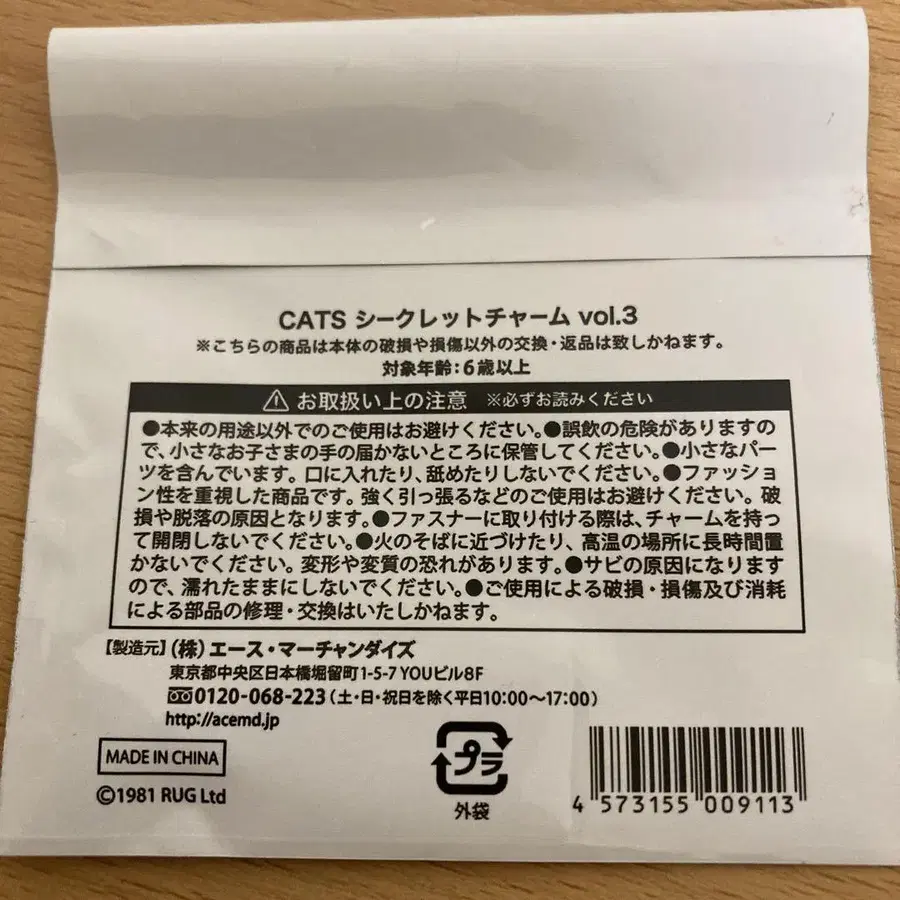 CATS シークレットチャーム vol.3
※こちらの商品は本体の破損や損傷以外の交換・返品は致しかねます。
対象年齢:6歳以上
お取扱い上の注意 ※必ずお読みください
●本来の用途以外でのご使用はお避けください。●誤飲の危険がありますの
で、小さなお子さまの手の届かないところに保管してください。●小さなパー
ツを含んでいます。口に入れたり、舐めたりしないでください。●ファッショ
ン性を重視した商品です。強く引っ張るなどのご使用はお避けください。破
損や脱落の原因となります。●ファスナーに取り付ける際は、チャームを持っ
て開閉しないでください。●火のそばに近づけたり、高温の場所に長時間置
かないでください。変形や変質の恐れがあります。●サビの原因になります
ので、濡れたままにしないでください。●ご使用による破損・損傷及び消耗
による部品の修理・交換はいたしかねます。
【製造元】(株)エース・マーチャンダイズ
東京都中央区日本橋堀留町1-5-7 YOUビル8F
0120-068-223(土・日・祝日を除く平日10:00〜17:00)
http://acemd.jp
MADE IN CHINA
©1981 RUG Ltd
プラ
外袋
4 573155 009113